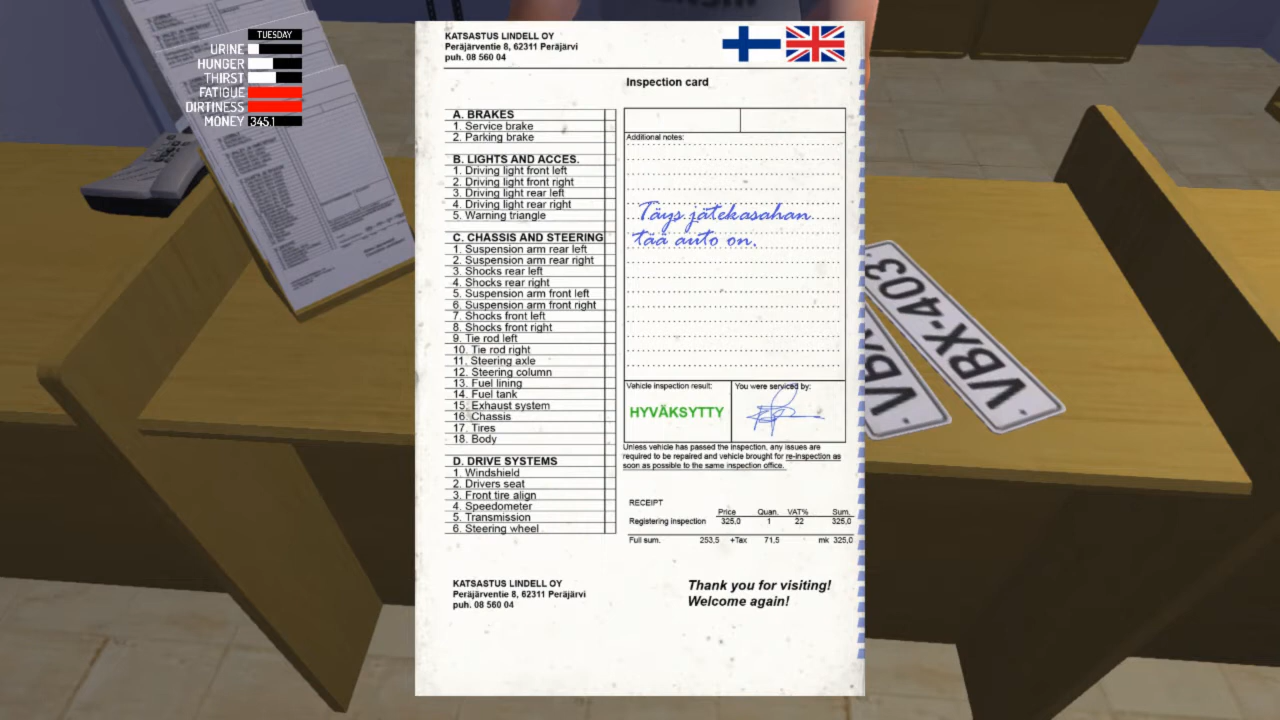 TUESDAY
URINE
HUNGER
THIRST
FATIGUE
DIRTINESS
MONEY 345.1
KATSASTUS LINDELL OY
Peräjärventie 8, 62311 Peräjärvi
puh. 08 560 04
Inspection card
A. BRAKES
1. Service brake
2. Parking brake
B. LIGHTS AND ACCES.
1. Driving light front left
2. Driving light front right
3. Driving light rear left
4. Driving light rear right
5. Warning triangle
C. CHASSIS AND STEERING
1. Suspension arm rear left
2. Suspension arm rear right
3. Shocks rear left
4. Shocks rear right
5. Suspension arm front left
6. Suspension arm front right
7. Shocks front left
8. Shocks front right
9. Tie rod left
10. Tie rod right
11. Steering axle
12. Steering column
13. Fuel lining
14. Fuel tank
15. Exhaust system
16. Chassis
17. Tires
18. Body
D. DRIVE SYSTEMS
1. Windshield
2. Drivers seat
3. Front tire align
4. Speedometer
5. Transmission
6. Steering wheel
Additional notes:
Täys jätekasahan
tää auto on.
Vehicle inspection result:
HYVÄKSYTTY
You were serviced by:
Unless vehicle has passed the inspection, any issues are
required to be repaired and vehicle brought for re-inspection as
soon as possible to the same inspection office.
RECEIPT
Price Quan. VAT% Sum.
Registering inspection 325,0 1 22 325,0
Full sum. 253,5 +Tax 71,5 mk 325,0
KATSASTUS LINDELL OY
Peräjärventie 8, 62311 Peräjärvi
puh. 08 560 04
Thank you for visiting!
Welcome again!
VBX-403
VBX